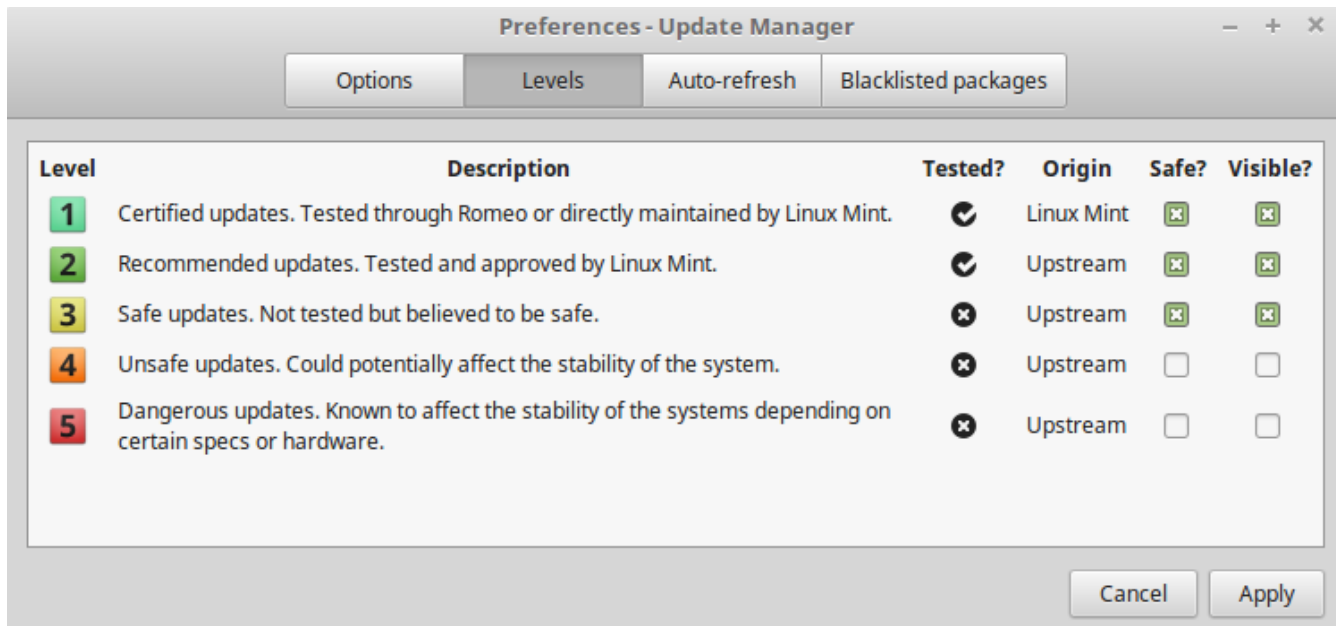 Preferences - Update Manager
Options Levels Auto-refresh Blacklisted packages
Level Description Tested? Origin Safe? Visible?
1 Certified updates. Tested through Romeo or directly maintained by Linux Mint. Linux Mint
2 Recommended updates. Tested and approved by Linux Mint. Upstream
3 Safe updates. Not tested but believed to be safe. Upstream
4 Unsafe updates. Could potentially affect the stability of the system. Upstream
5 Dangerous updates. Known to affect the stability of the systems depending on
certain specs or hardware. Upstream
Cancel Apply